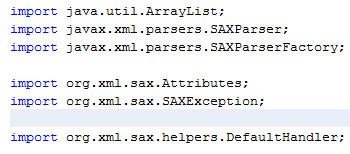 import java.util.ArrayList;
import javax.xml.parsers.SAXParser;
import javax.xml.parsers.SAXParserFactory;
import org.xml.sax.Attributes;
import org.xml.sax.SAXException;
import org.xml.sax.helpers.DefaultHandler;